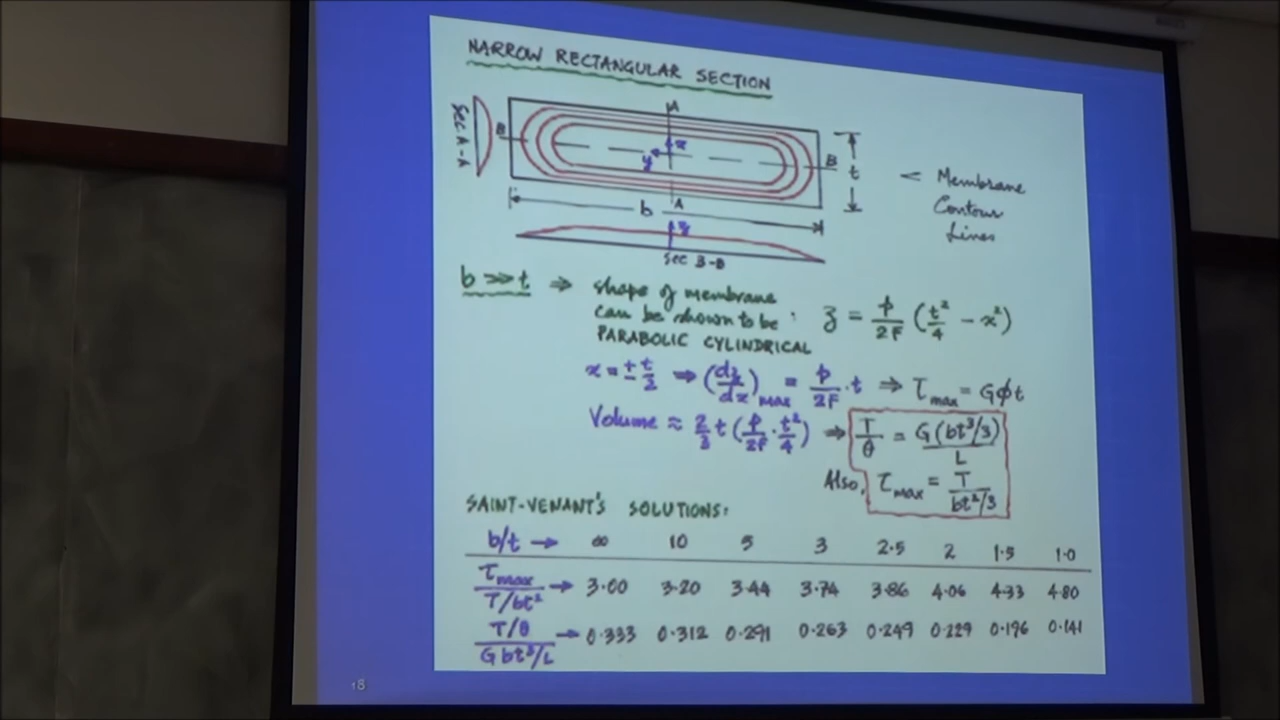 NARROW RECTANGULAR SECTION
SEC A-A
A
B
x
y
B
t
< Membrane
Contour
Lines
b
A
z
SEC B-B
b >> t ⇒ shape of membrane
can be shown to be :
PARABOLIC CYLINDRICAL
z = p/2F (t²/4 - x²)
x = ± t/2 ⇒ (dz/dx)max = p/2F · t ⇒ τmax = Gϕt
Volume ≈ 2/3 t (p/2F · t²/4) ⇒ T/θ = G(bt³/3)/L
Also, τmax = T/(bt²/3)
SAINT-VENANT'S SOLUTIONS:
b/t → ∞ 10 5 3 2.5 2 1.5 1.0
τmax/(T/bt²) → 3.00 3.20 3.44 3.74 3.86 4.06 4.33 4.80
(T/θ)/(Gbt³/L) → 0.333 0.312 0.291 0.263 0.249 0.229 0.196 0.141
18